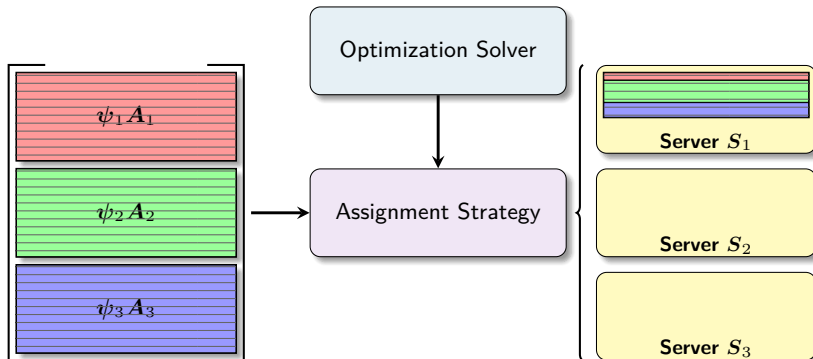 Optimization Solver
ψ₁A₁
Server S₁
Assignment Strategy
ψ₂A₂
Server S₂
ψ₃A₃
Server S₃